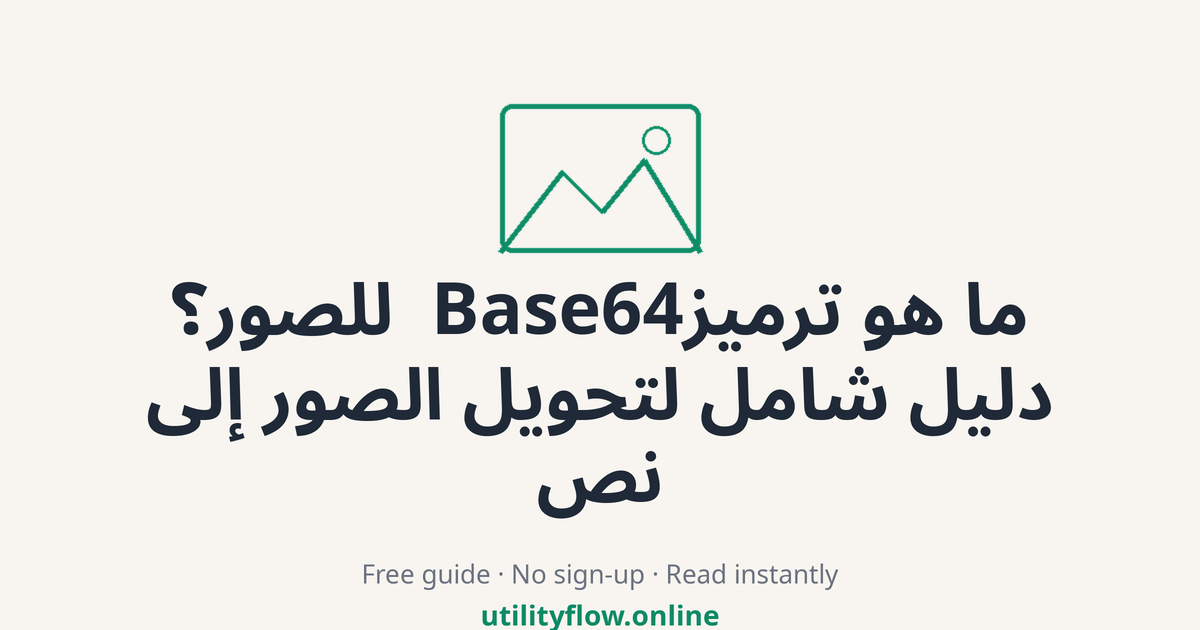 ما هو ترميز Base64 للصور؟
دليل شامل لتحويل الصور إلى
نص
Free guide · No sign-up · Read instantly
utilityflow.online